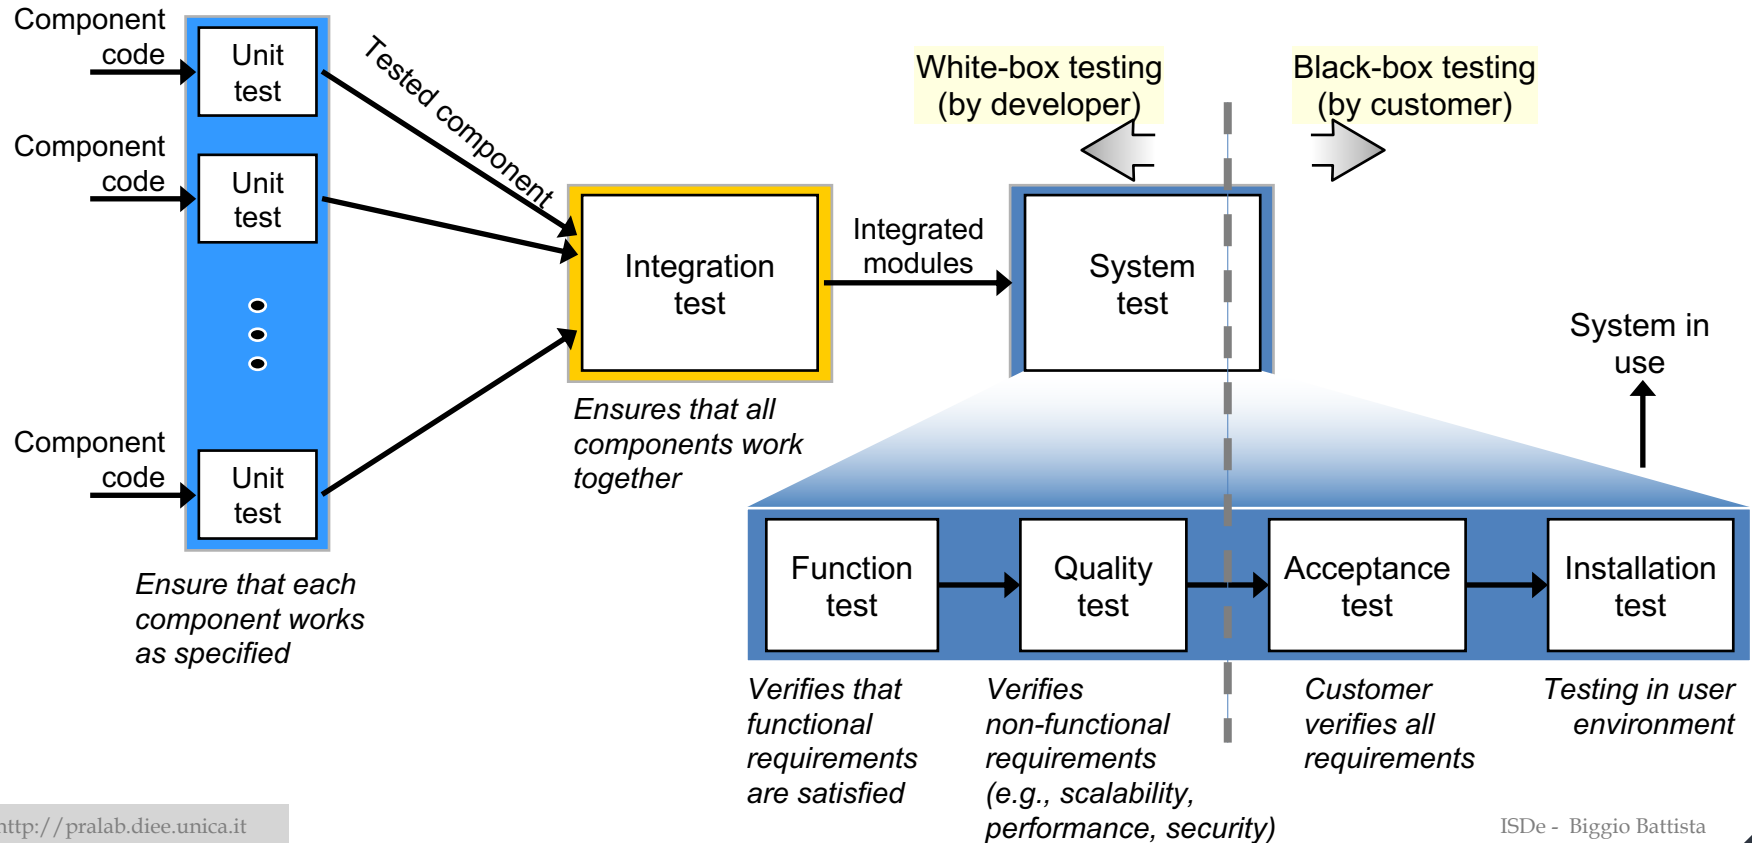 Component
code
Unit
test
Component
code
Unit
test
Component
code
Unit
test
Ensure that each
component works
as specified
Tested component
Integration
test
Ensures that all
components work
together
Integrated
modules
White-box testing
(by developer)
Black-box testing
(by customer)
System
test
System in
use
Function
test
Quality
test
Acceptance
test
Installation
test
Verifies that
functional
requirements
are satisfied
Verifies
non-functional
requirements
(e.g., scalability,
performance, security)
Customer
verifies all
requirements
Testing in user
environment
http://pralab.diee.unica.it
ISDe - Biggio Battista